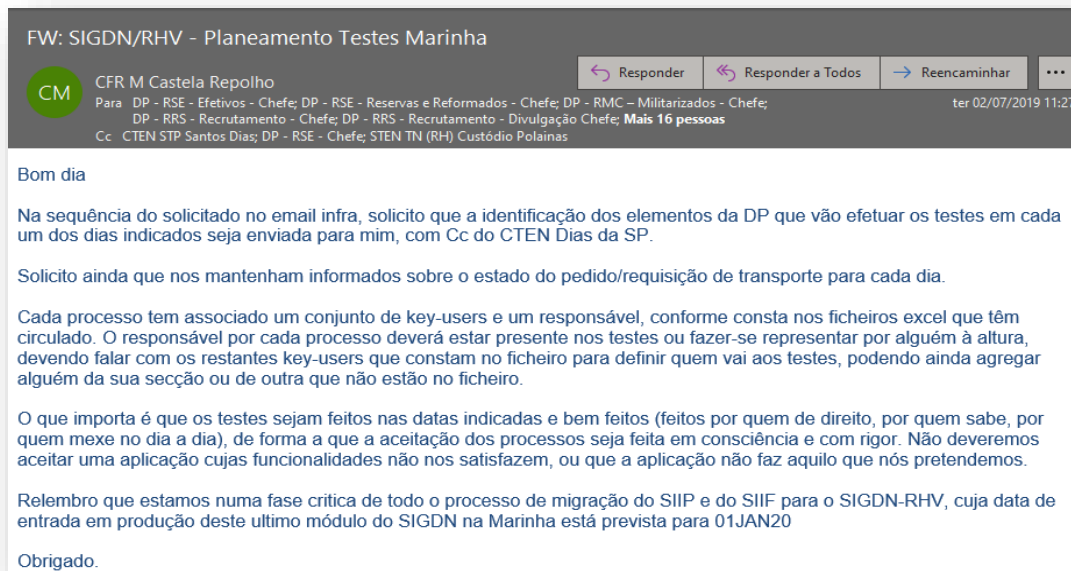 FW: SIGDN/RHV - Planeamento Testes Marinha
CM
CFR M Castela Repolho
Responder
Responder a Todos
Reencaminhar
...
Para DP - RSE - Efetivos - Chefe; DP - RSE - Reservas e Reformados - Chefe; DP - RMC – Militarizados - Chefe;
ter 02/07/2019 11:27
DP - RRS - Recrutamento - Chefe; DP - RRS - Recrutamento - Divulgação Chefe; Mais 16 pessoas
Cc CTEN STP Santos Dias; DP - RSE - Chefe; STEN TN (RH) Custódio Polainas
Bom dia
Na sequência do solicitado no email infra, solicito que a identificação dos elementos da DP que vão efetuar os testes em cada
um dos dias indicados seja enviada para mim, com Cc do CTEN Dias da SP.
Solicito ainda que nos mantenham informados sobre o estado do pedido/requisição de transporte para cada dia.
Cada processo tem associado um conjunto de key-users e um responsável, conforme consta nos ficheiros excel que têm
circulado. O responsável por cada processo deverá estar presente nos testes ou fazer-se representar por alguém à altura,
devendo falar com os restantes key-users que constam no ficheiro para definir quem vai aos testes, podendo ainda agregar
alguém da sua secção ou de outra que não estão no ficheiro.
O que importa é que os testes sejam feitos nas datas indicadas e bem feitos (feitos por quem de direito, por quem sabe, por
quem mexe no dia a dia), de forma a que a aceitação dos processos seja feita em consciência e com rigor. Não deveremos
aceitar uma aplicação cujas funcionalidades não nos satisfazem, ou que a aplicação não faz aquilo que nós pretendemos.
Relembro que estamos numa fase critica de todo o processo de migração do SIIP e do SIIF para o SIGDN-RHV, cuja data de
entrada em produção deste ultimo módulo do SIGDN na Marinha está prevista para 01JAN20
Obrigado.